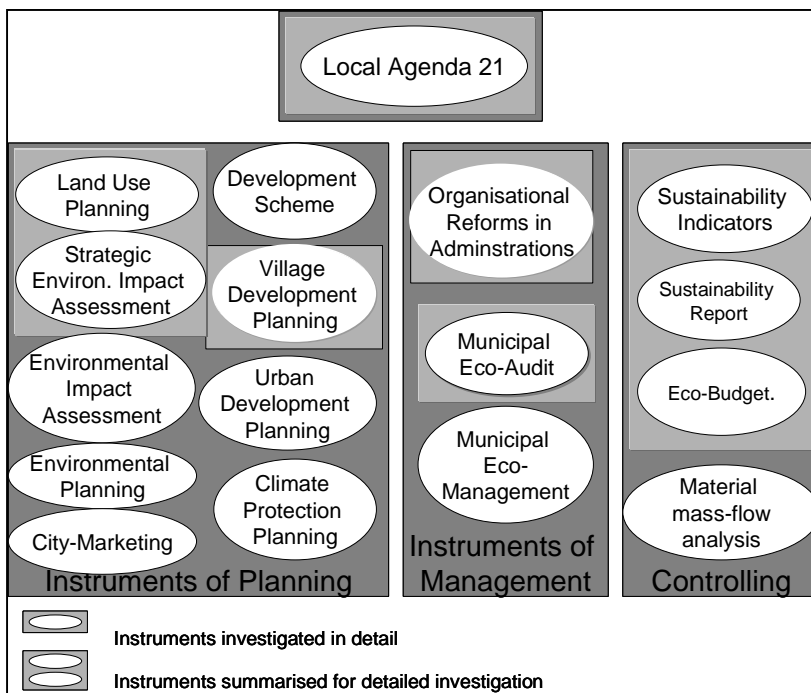 Local Agenda 21
Land Use
Planning
Strategic
Environ. Impact
Assessment
Environmental
Impact
Assessment
Environmental
Planning
City-Marketing
Development
Scheme
Village
Development
Planning
Urban
Development
Planning
Climate
Protection
Planning
Instruments of Planning
Organisational
Reforms in
Adminstrations
Municipal
Eco-Audit
Municipal
Eco-
Management
Instruments of
Management
Sustainability
Indicators
Sustainability
Report
Eco-Budget.
Material
mass-flow
analysis
Controlling
Instruments investigated in detail
Instruments summarised for detailed investigation